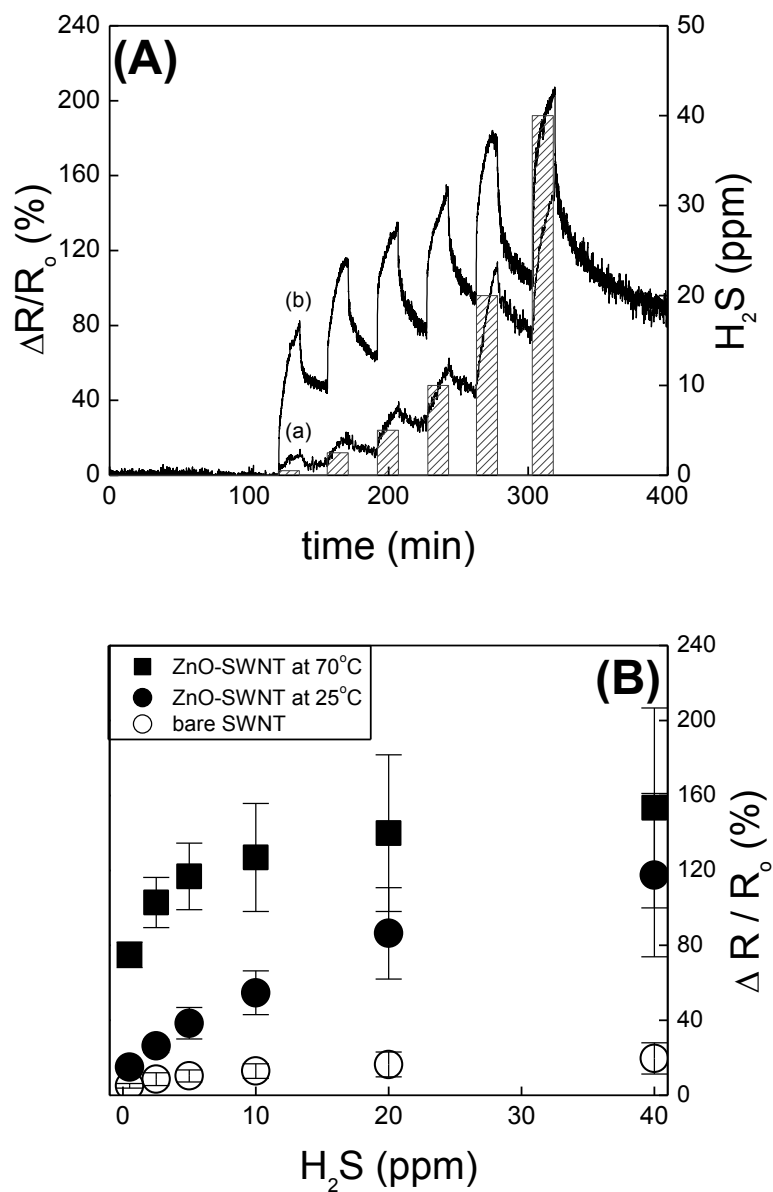 (A)
240
200
160
120
80
40
0
ΔR/R₀ (%)
50
40
30
20
10
0
H₂S (ppm)
(b)
(a)
0 100 200 300 400
time (min)
(B)
ZnO-SWNT at 70°C
ZnO-SWNT at 25°C
bare SWNT
240
200
160
120
80
40
0
Δ R / R₀ (%)
0 10 20 30 40
H₂S (ppm)